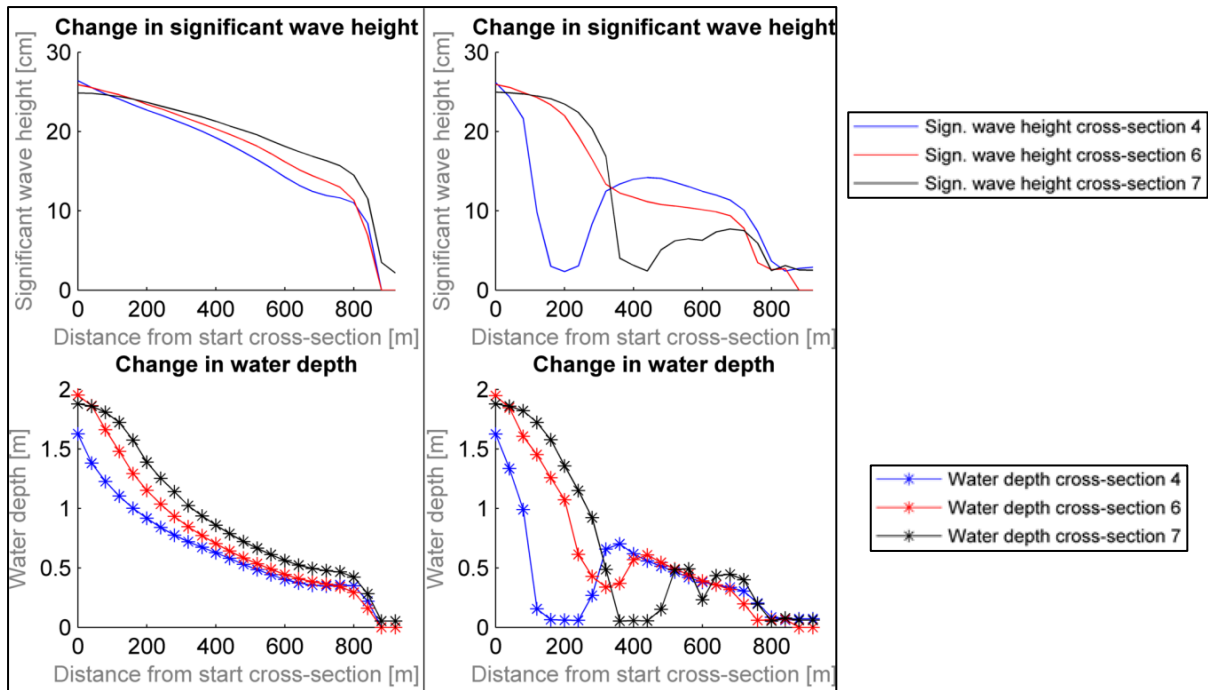 Change in significant wave height
Significant wave height [cm]
30
20
10
0
0 200 400 600 800
Distance from start cross-section [m]
Change in significant wave height
Significant wave height [cm]
30
20
10
0
0 200 400 600 800
Distance from start cross-section [m]
Sign. wave height cross-section 4
Sign. wave height cross-section 6
Sign. wave height cross-section 7
Change in water depth
Water depth [m]
2
1.5
1
0.5
0
0 200 400 600 800
Distance from start cross-section [m]
Change in water depth
Water depth [m]
2
1.5
1
0.5
0
0 200 400 600 800
Distance from start cross-section [m]
Water depth cross-section 4
Water depth cross-section 6
Water depth cross-section 7